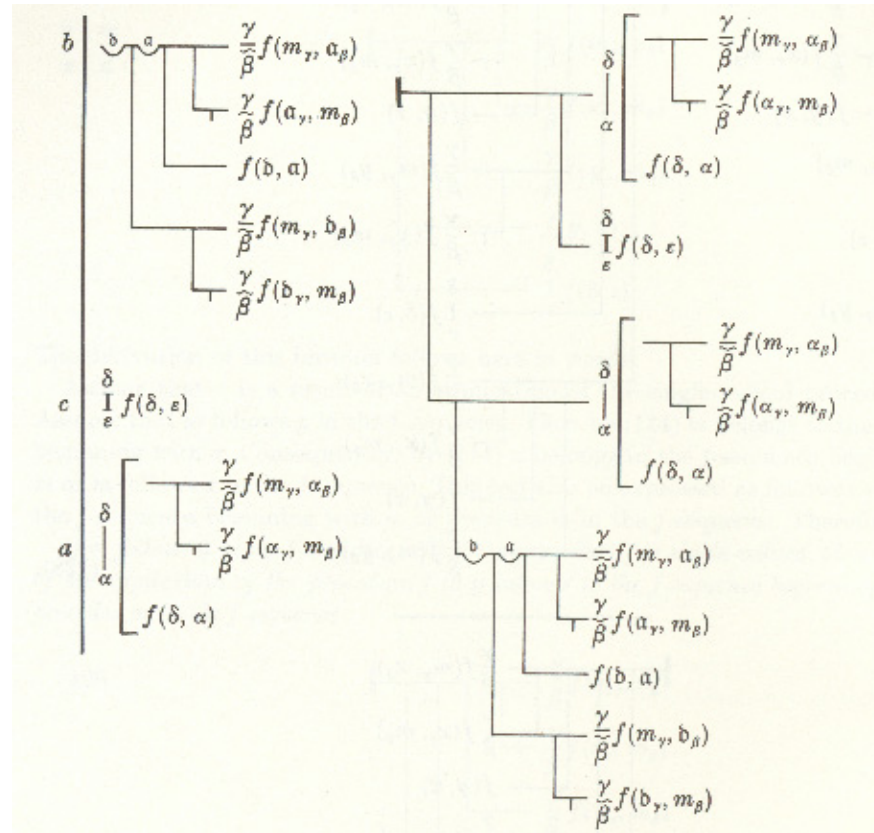 b 𝔡 𝔞 γ/β̃ f(m_γ, 𝔞_β)
γ/β̃ f(𝔞_γ, m_β)
f(𝔡, 𝔞)
γ/β̃ f(m_γ, 𝔡_β)
γ/β̃ f(𝔡_γ, m_β)
c δ I ε f(δ, ε)
a δ | α
γ/β̃ f(m_γ, α_β)
γ/β̃ f(α_γ, m_β)
f(δ, α)
δ | α
γ/β̃ f(m_γ, α_β)
γ/β̃ f(α_γ, m_β)
f(δ, α)
δ I ε f(δ, ε)
δ | α
γ/β̃ f(m_γ, α_β)
γ/β̃ f(α_γ, m_β)
f(δ, α)
𝔡 𝔞 γ/β̃ f(m_γ, 𝔞_β)
γ/β̃ f(𝔞_γ, m_β)
f(𝔡, 𝔞)
γ/β̃ f(m_γ, 𝔡_β)
γ/β̃ f(𝔡_γ, m_β)